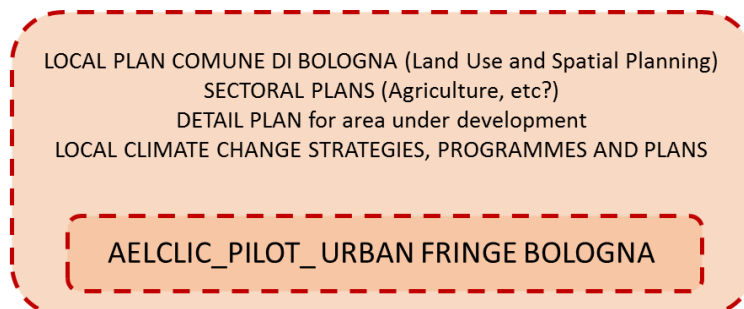 LOCAL PLAN COMUNE DI BOLOGNA (Land Use and Spatial Planning)
SECTORAL PLANS (Agriculture, etc?)
DETAIL PLAN for area under development
LOCAL CLIMATE CHANGE STRATEGIES, PROGRAMMES AND PLANS
AELCLIC_PILOT_ URBAN FRINGE BOLOGNA